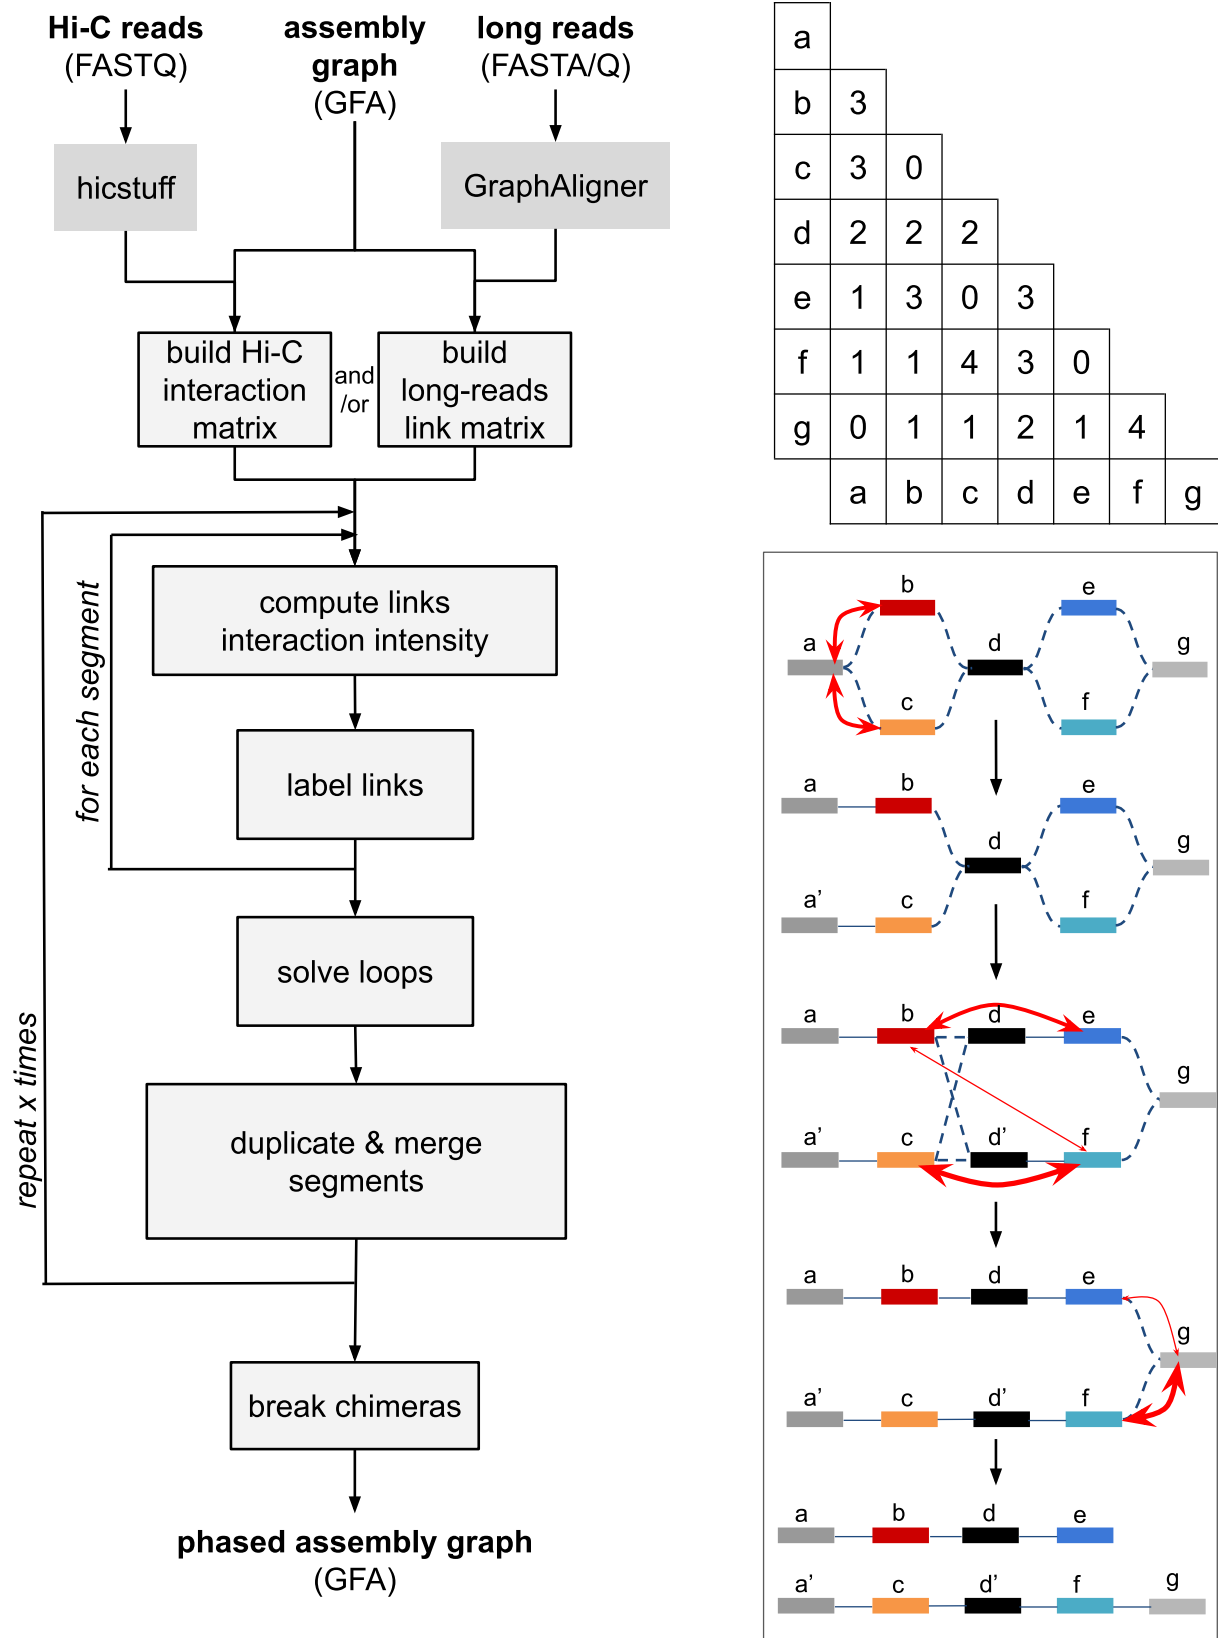 Hi-C reads
(FASTQ)
assembly
graph
(GFA)
long reads
(FASTA/Q)
hicstuff
GraphAligner
build Hi-C
interaction
matrix
and
/or
build
long-reads
link matrix
compute links
interaction intensity
label links
for each segment
solve loops
duplicate & merge
segments
repeat x times
break chimeras
phased assembly graph
(GFA)
a
b 3
c 3 0
d 2 2 2
e 1 3 0 3
f 1 1 4 3 0
g 0 1 1 2 1 4
a b c d e f g
b e
a d g
c f
a b e
d g
a' c f
a b d e
g
a' c d' f
a b d e
g
a' c d' f
a b d e
a' c d' f g